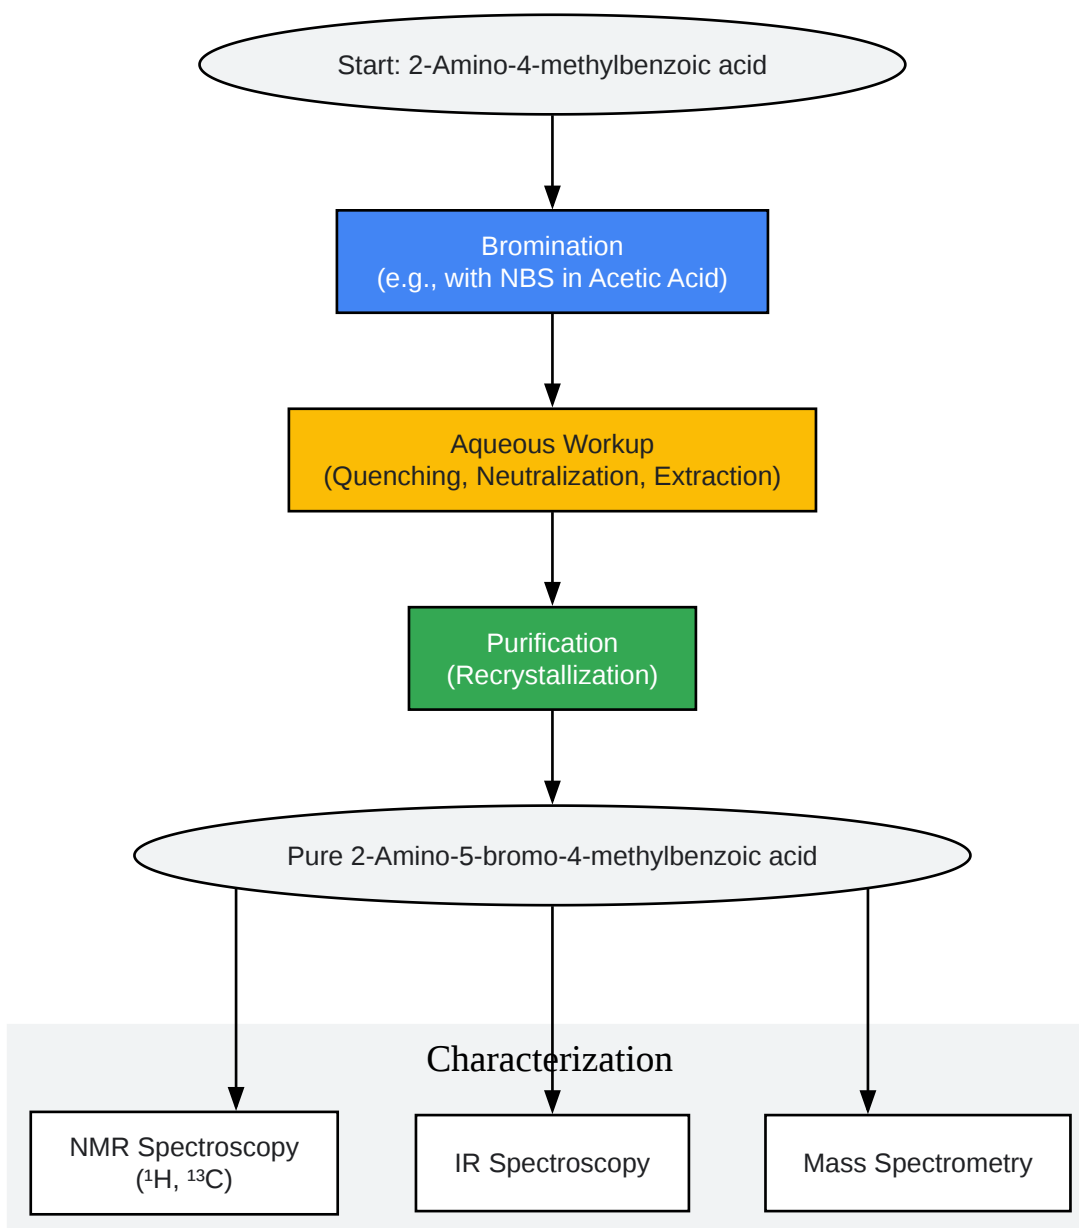 Start: 2-Amino-4-methylbenzoic acid
Bromination
(e.g., with NBS in Acetic Acid)
Aqueous Workup
(Quenching, Neutralization, Extraction)
Purification
(Recrystallization)
Pure 2-Amino-5-bromo-4-methylbenzoic acid
Characterization
NMR Spectroscopy
(¹H, ¹³C)
IR Spectroscopy
Mass Spectrometry